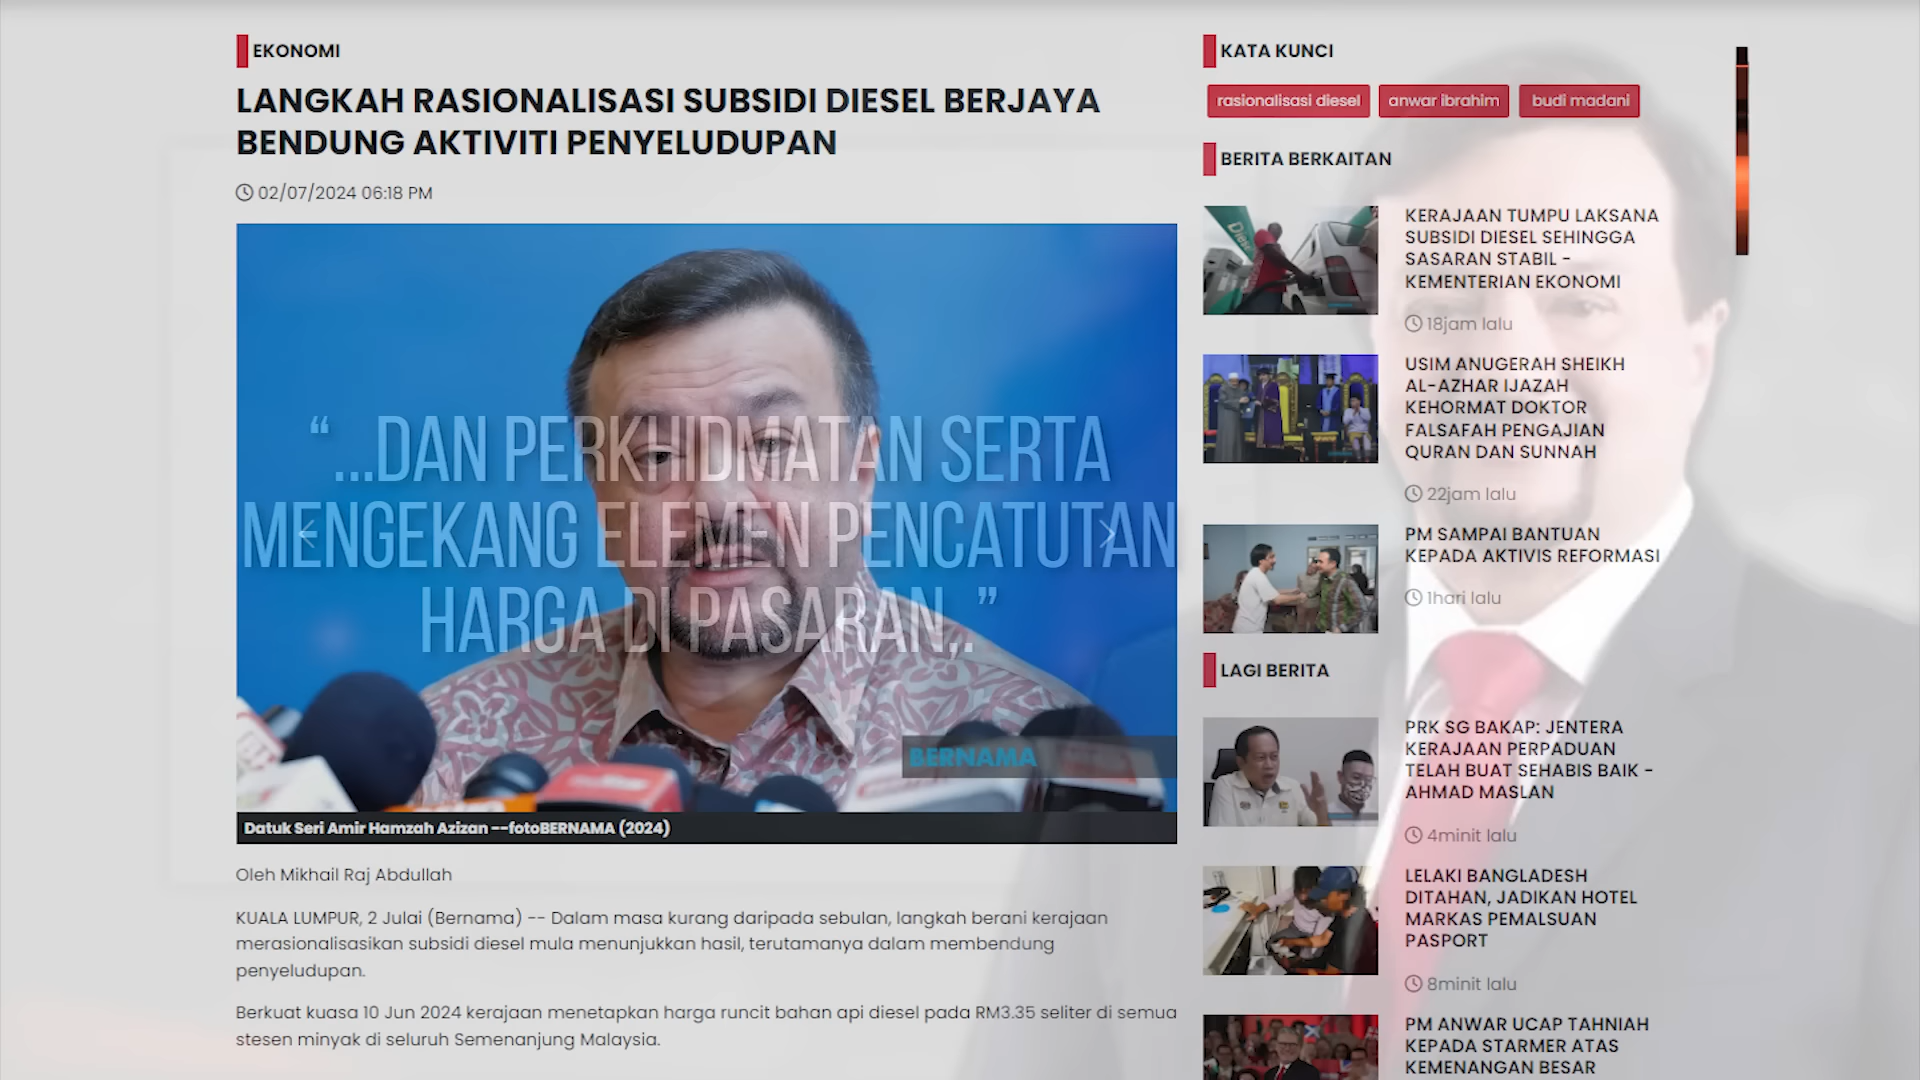 EKONOMI
LANGKAH RASIONALISASI SUBSIDI DIESEL BERJAYA
BENDUNG AKTIVITI PENYELUDUPAN
02/07/2024 06:18 PM
“ ...DAN PERKHIDMATAN SERTA
MENGEKANG ELEMEN PENCATUTAN
HARGA DI PASARAN.. ”
BERNAMA
Datuk Seri Amir Hamzah Azizan --fotoBERNAMA (2024)
Oleh Mikhail Raj Abdullah
KUALA LUMPUR, 2 Julai (Bernama) -- Dalam masa kurang daripada sebulan, langkah berani kerajaan
merasionalisasikan subsidi diesel mula menunjukkan hasil, terutamanya dalam membendung
penyeludupan.
Berkuat kuasa 10 Jun 2024 kerajaan menetapkan harga runcit bahan api diesel pada RM3.35 seliter di semua
stesen minyak di seluruh Semenanjung Malaysia.
KATA KUNCI
rasionalisasi diesel anwar ibrahim budi madani
BERITA BERKAITAN
Diesel
KERAJAAN TUMPU LAKSANA
SUBSIDI DIESEL SEHINGGA
SASARAN STABIL -
KEMENTERIAN EKONOMI
18jam lalu
USIM ANUGERAH SHEIKH
AL-AZHAR IJAZAH
KEHORMAT DOKTOR
FALSAFAH PENGAJIAN
QURAN DAN SUNNAH
22jam lalu
PM SAMPAI BANTUAN
KEPADA AKTIVIS REFORMASI
1hari lalu
LAGI BERITA
PRK SG BAKAP: JENTERA
KERAJAAN PERPADUAN
TELAH BUAT SEHABIS BAIK -
AHMAD MASLAN
4minit lalu
LELAKI BANGLADESH
DITAHAN, JADIKAN HOTEL
MARKAS PEMALSUAN
PASPORT
8minit lalu
PM ANWAR UCAP TAHNIAH
KEPADA STARMER ATAS
KEMENANGAN BESAR